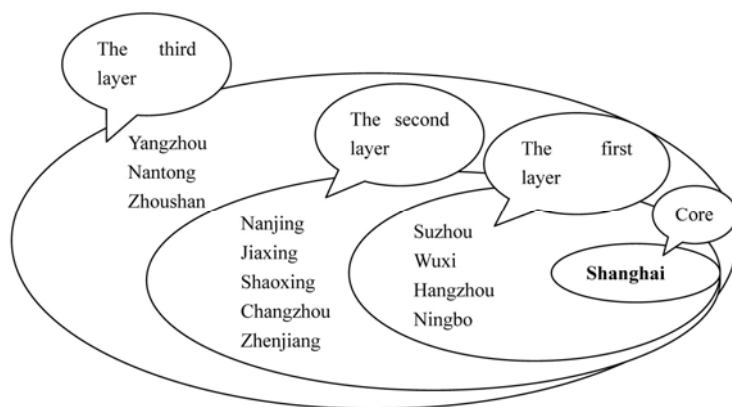 The third
layer
Yangzhou
Nantong
Zhoushan
The second
layer
Nanjing
Jiaxing
Shaoxing
Changzhou
Zhenjiang
The first
layer
Suzhou
Wuxi
Hangzhou
Ningbo
Core
Shanghai